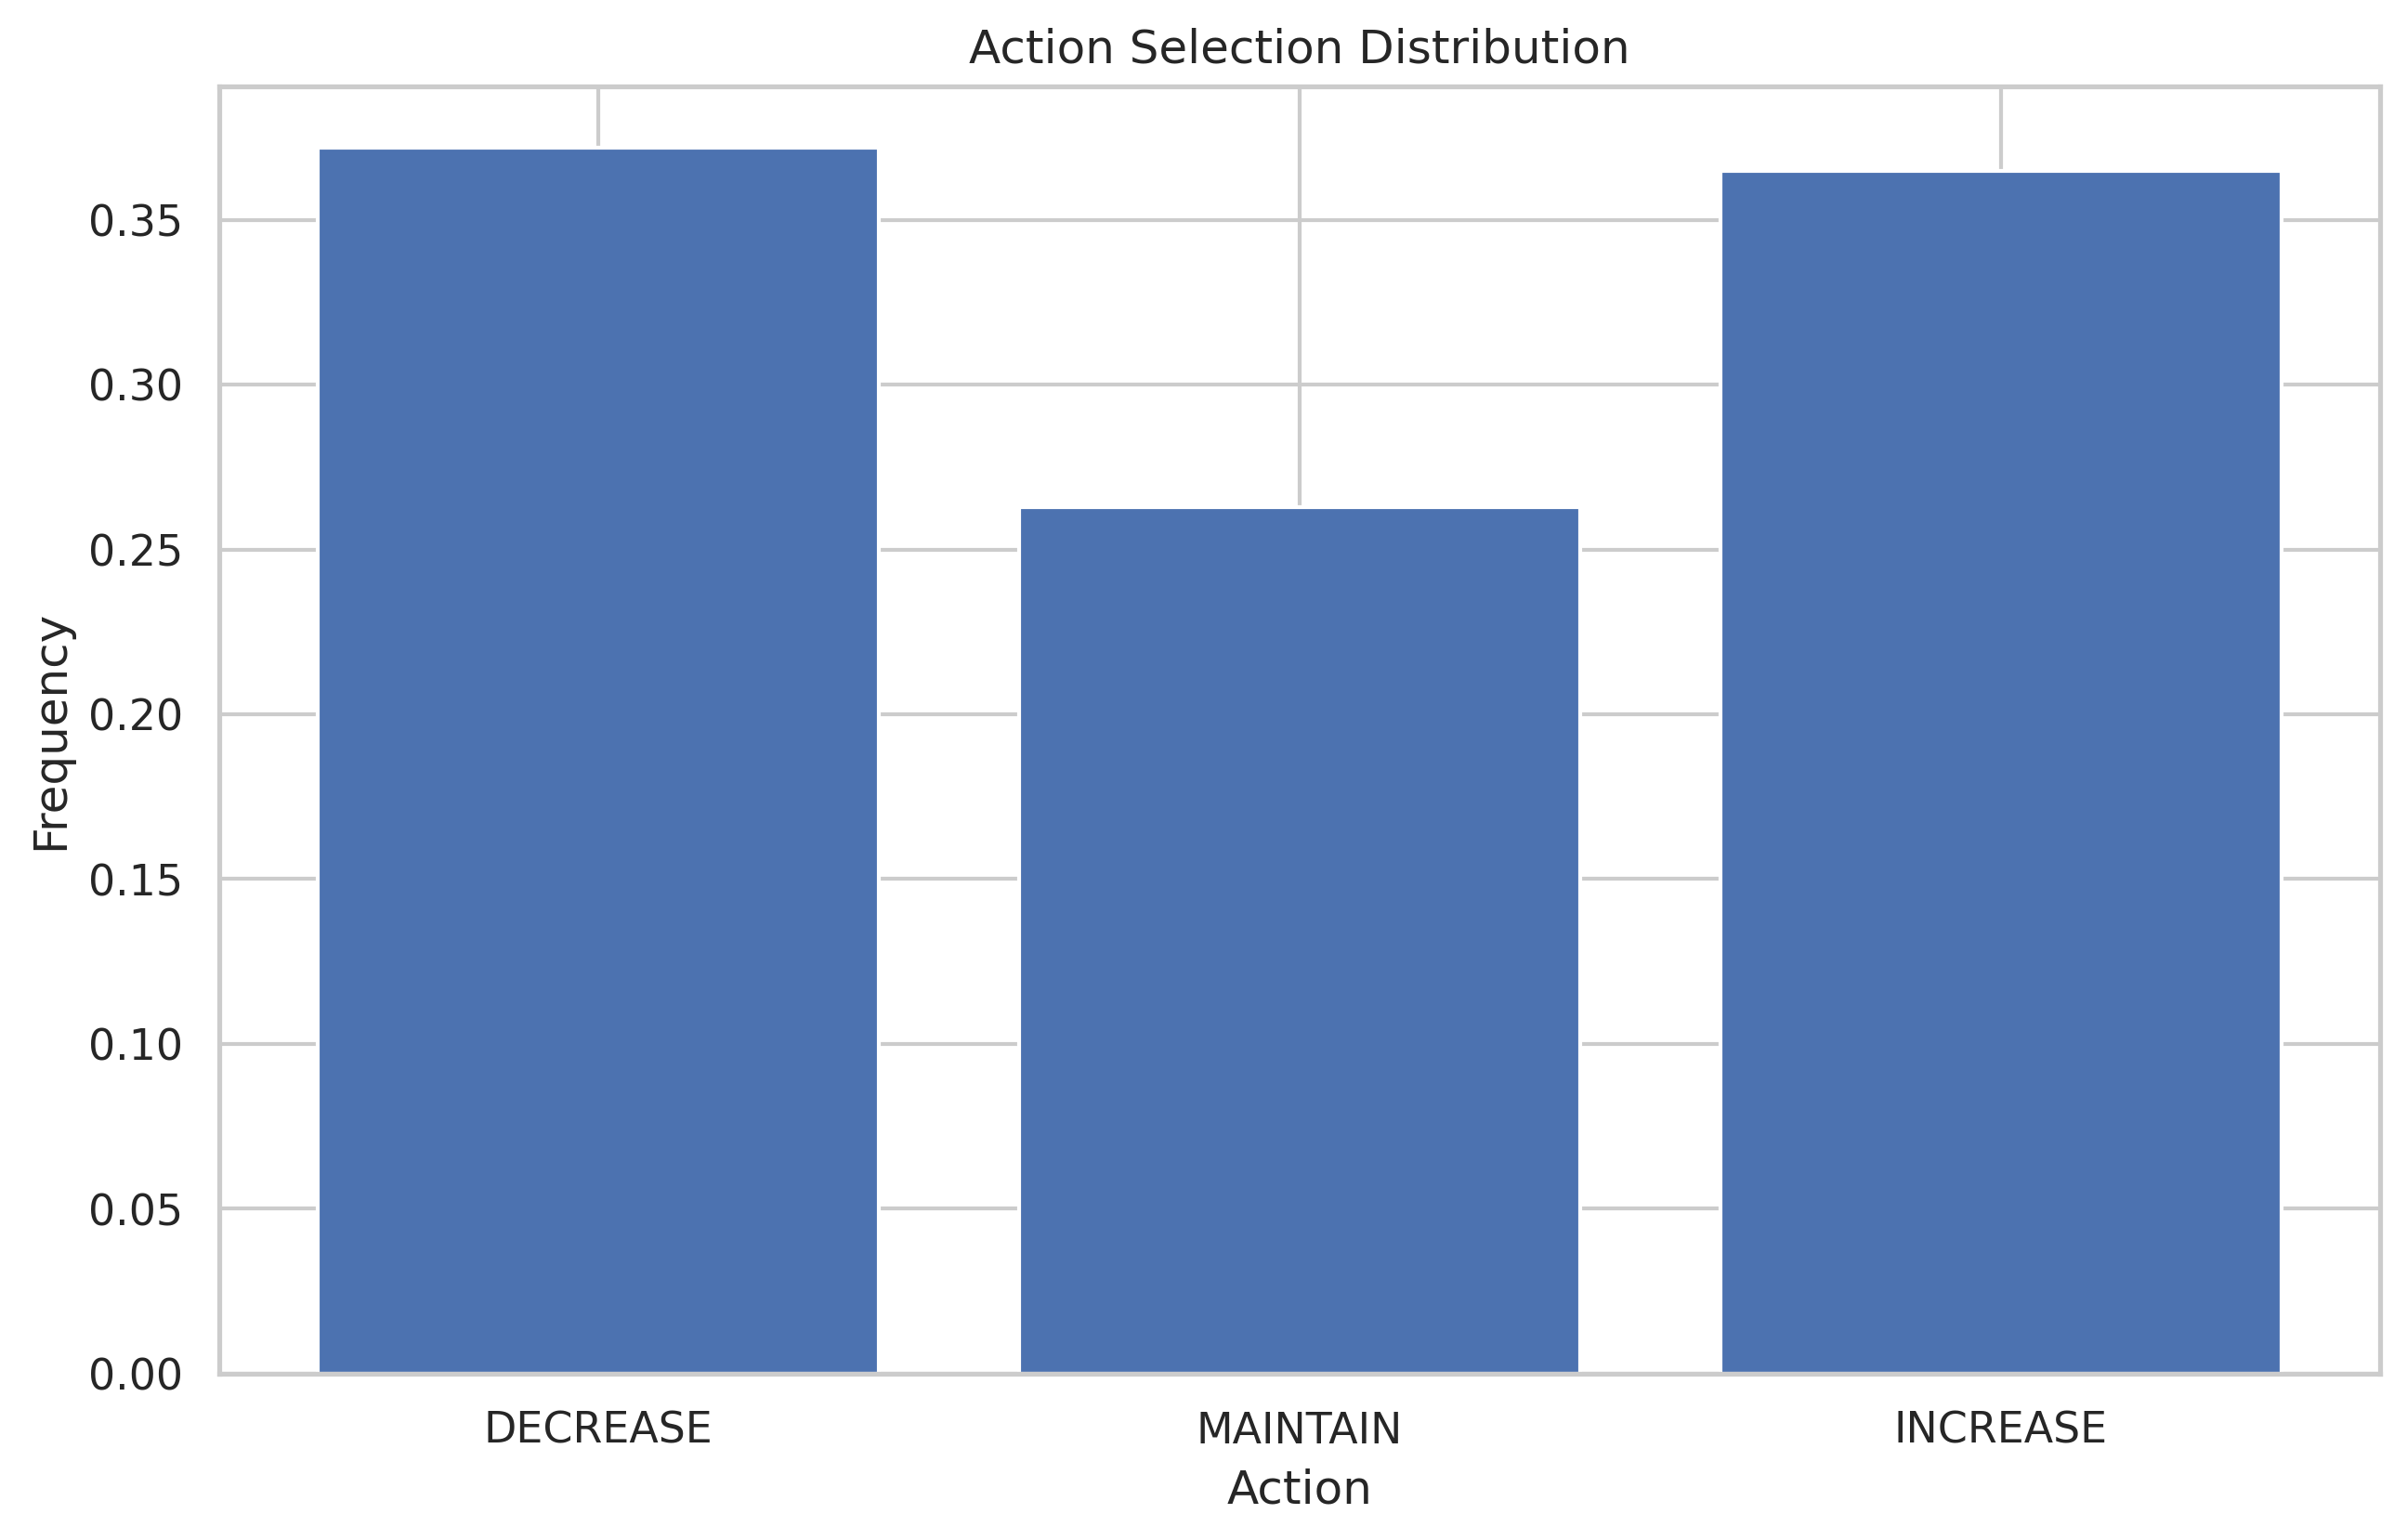 Action Selection Distribution
Frequency
0.35
0.30
0.25
0.20
0.15
0.10
0.05
0.00
DECREASE
MAINTAIN
INCREASE
Action